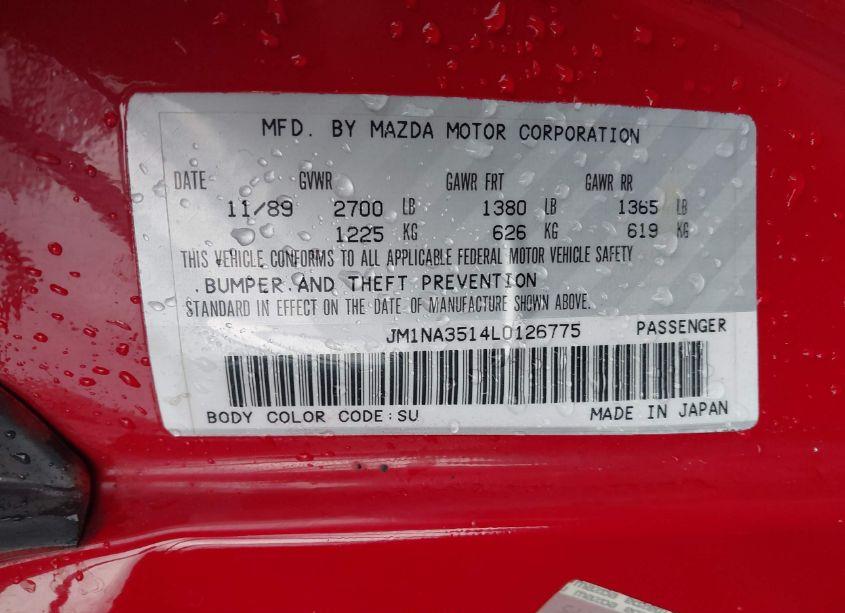 MFD. BY MAZDA MOTOR CORPORATION
DATE GVWR GAWR FRT GAWR RR
11/89 2700 LB 1380 LB 1365 LB
1225 KG 626 KG 619 KG
THIS VEHICLE CONFORMS TO ALL APPLICABLE FEDERAL MOTOR VEHICLE SAFETY
.BUMPER.AND THEFT PREVENTION
STANDARD IN EFFECT ON THE DATE OF MANUFACTURE SHOWN ABOVE.
JM1NA3514L0126775 PASSENGER
BODY COLOR CODE:SU MADE IN JAPAN
mazda mazda